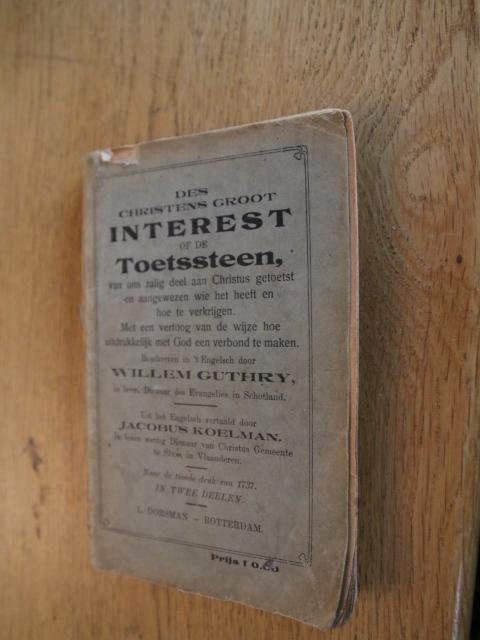 DES
CHRISTENS GROOT
INTEREST
OF DE
Toetssteen,
van ons zalig deel aan Christus getoetst
en aangewezen wie het heeft en
hoe te verkrijgen.
Met een vertoog van de wijze hoe
uitdrukkelijk met God een verbond te maken.
Beschreven in 't Engelsch door
WILLEM GUTHRY,
in leven, Dienaar des Evangelies in Schotland.
Uit het Engelsch vertaald door
JACOBUS KOELMAN.
In leven wettig Dienaar van Christus Gemeente
te Sluis, in Vlaanderen.
Naar de tiende druk van 1737.
IN TWEE DEELEN
L. DORSMAN – ROTTERDAM.
Prijs f